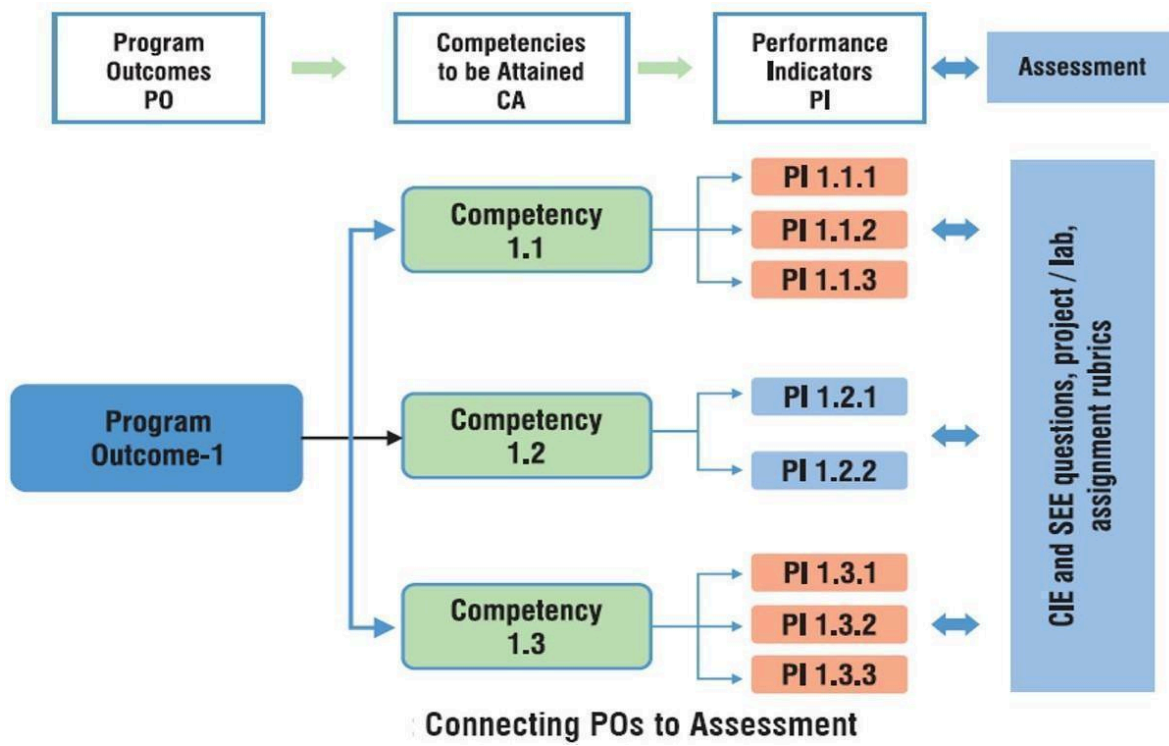 Program
Outcomes
PO
Competencies
to be Attained
CA
Performance
Indicators
PI
Assessment
Program
Outcome-1
Competency
1.1
PI 1.1.1
PI 1.1.2
PI 1.1.3
Competency
1.2
PI 1.2.1
PI 1.2.2
Competency
1.3
PI 1.3.1
PI 1.3.2
PI 1.3.3
CIE and SEE questions, project / lab,
assignment rubrics
: Connecting POs to Assessment